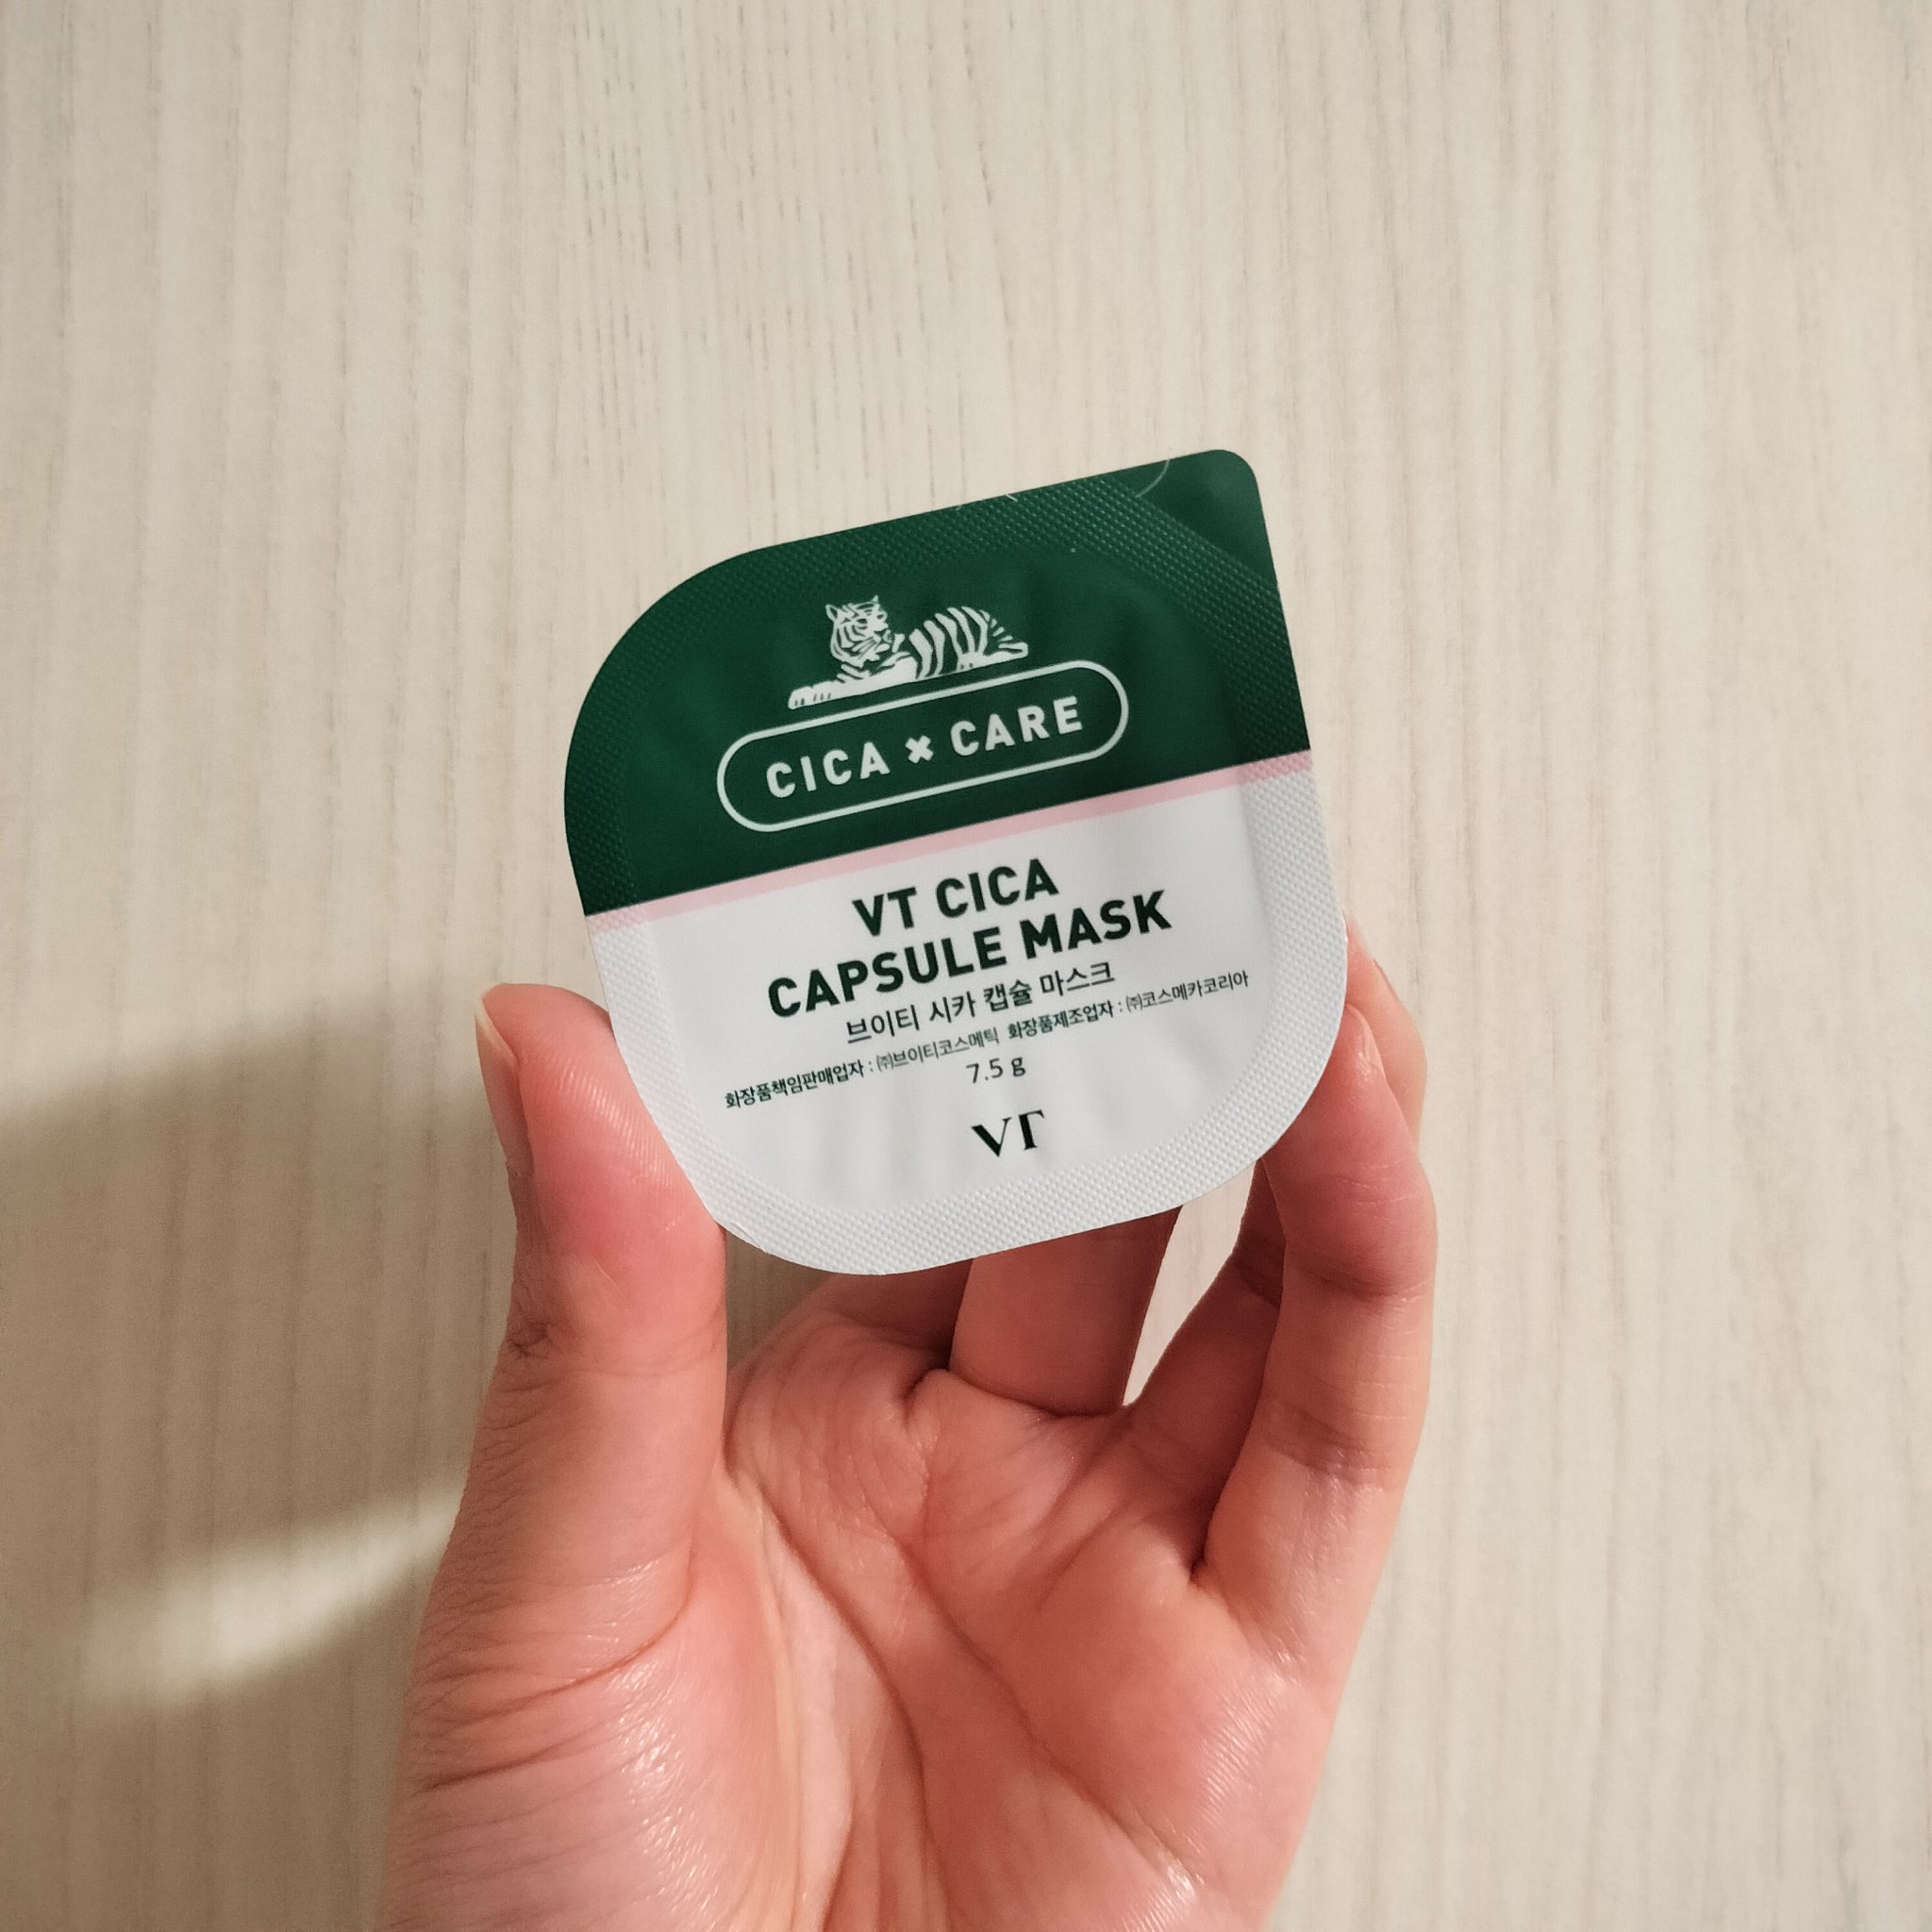 CICA × CARE
VT CICA
CAPSULE MASK
브이티 시카 캡슐 마스크
화장품책임판매업자 : ㈜브이티코스메틱 화장품제조업자 : ㈜코스메카코리아
7.5 g
VT